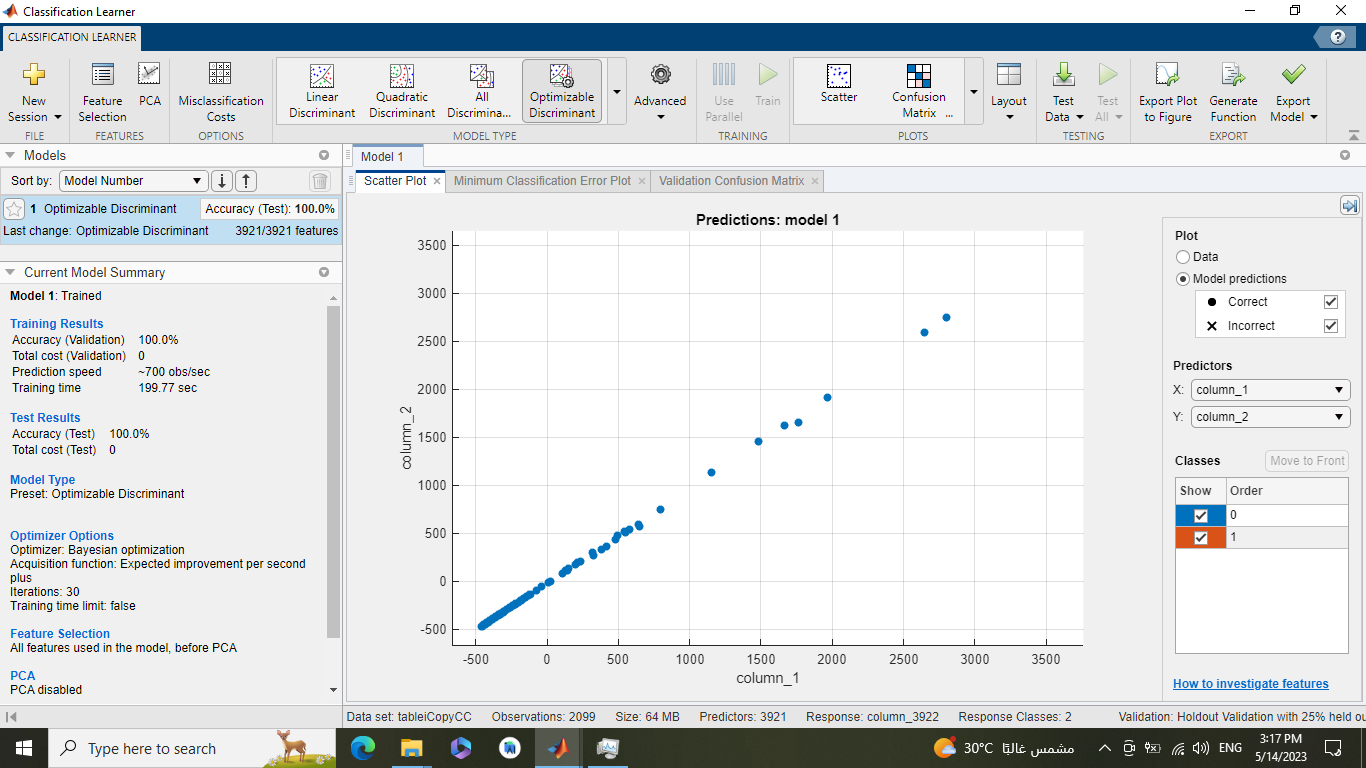 Classification Learner
CLASSIFICATION LEARNER
New Session
Feature Selection
PCA
Misclassification Costs
Linear Discriminant
Quadratic Discriminant
All Discrimina...
Optimizable Discriminant
Advanced
Use Parallel
Train
Scatter
Confusion Matrix ...
Layout
Test Data
Test All
Export Plot to Figure
Generate Function
Export Model
FILE
FEATURES
OPTIONS
MODEL TYPE
TRAINING
PLOTS
TESTING
EXPORT
Models
Sort by: Model Number
1 Optimizable Discriminant Accuracy (Test): 100.0%
Last change: Optimizable Discriminant 3921/3921 features
Current Model Summary
Model 1: Trained
Training Results
Accuracy (Validation) 100.0%
Total cost (Validation) 0
Prediction speed ~700 obs/sec
Training time 199.77 sec
Test Results
Accuracy (Test) 100.0%
Total cost (Test) 0
Model Type
Preset: Optimizable Discriminant
Optimizer Options
Optimizer: Bayesian optimization
Acquisition function: Expected improvement per second
plus
Iterations: 30
Training time limit: false
Feature Selection
All features used in the model, before PCA
PCA
PCA disabled
Model 1
Scatter Plot
Minimum Classification Error Plot
Validation Confusion Matrix
Predictions: model 1
3500
3000
2500
2000
1500
1000
500
0
-500
column_2
-500 0 500 1000 1500 2000 2500 3000 3500
column_1
Plot
Data
Model predictions
Correct
Incorrect
Predictors
X: column_1
Y: column_2
Classes
Move to Front
Show Order
0
1
How to investigate features
Data set: tableiCopyCC Observations: 2099 Size: 64 MB Predictors: 3921 Response: column_3922 Response Classes: 2 Validation: Holdout Validation with 25% held ou
Type here to search
30°C مشمس غالبًا
ENG
3:17 PM
5/14/2023